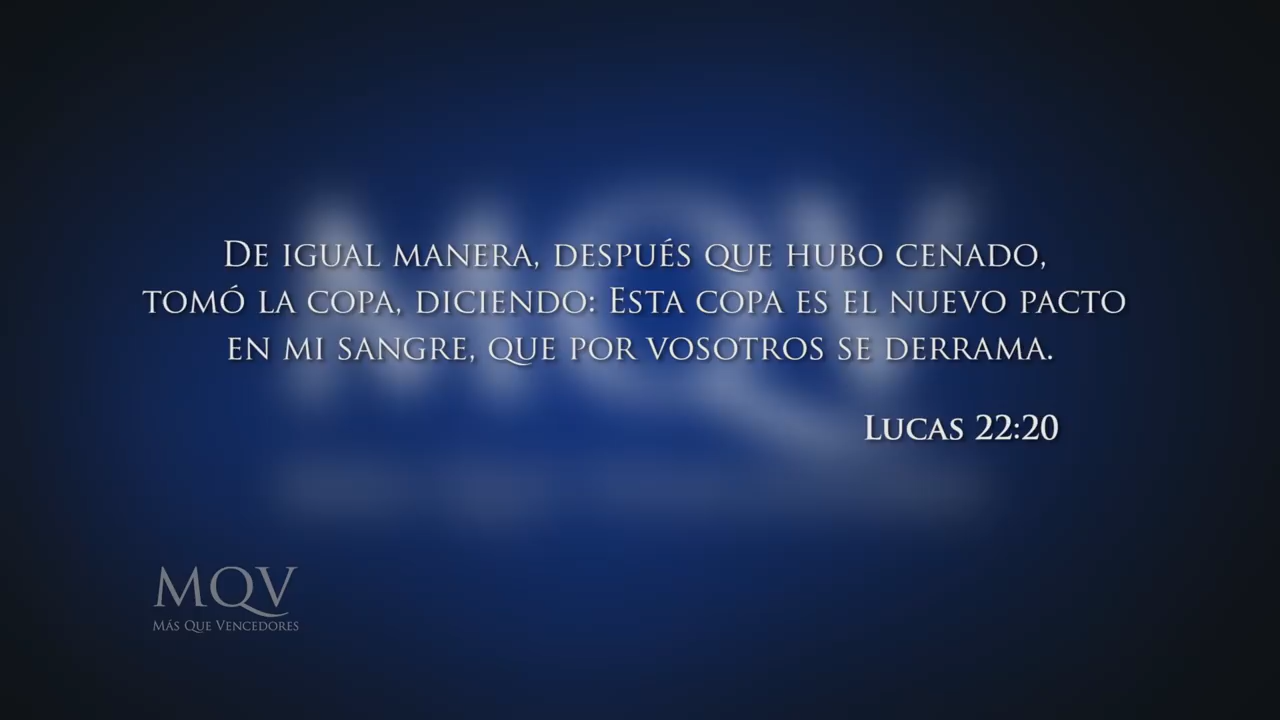 De igual manera, después que hubo cenado,
tomó la copa, diciendo: Esta copa es el nuevo pacto
en mi sangre, que por vosotros se derrama.
Lucas 22:20
MQV
Más Que Vencedores